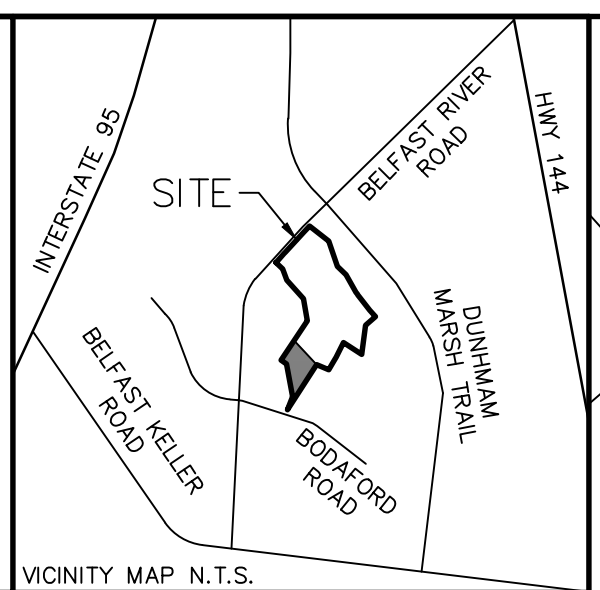 INTERSTATE 95
SITE
BELFAST RIVER
ROAD
HWY 144
BELFAST KELLER
ROAD
DUNHMAM
MARSH TRAIL
BODAFORD
ROAD
VICINITY MAP N.T.S.